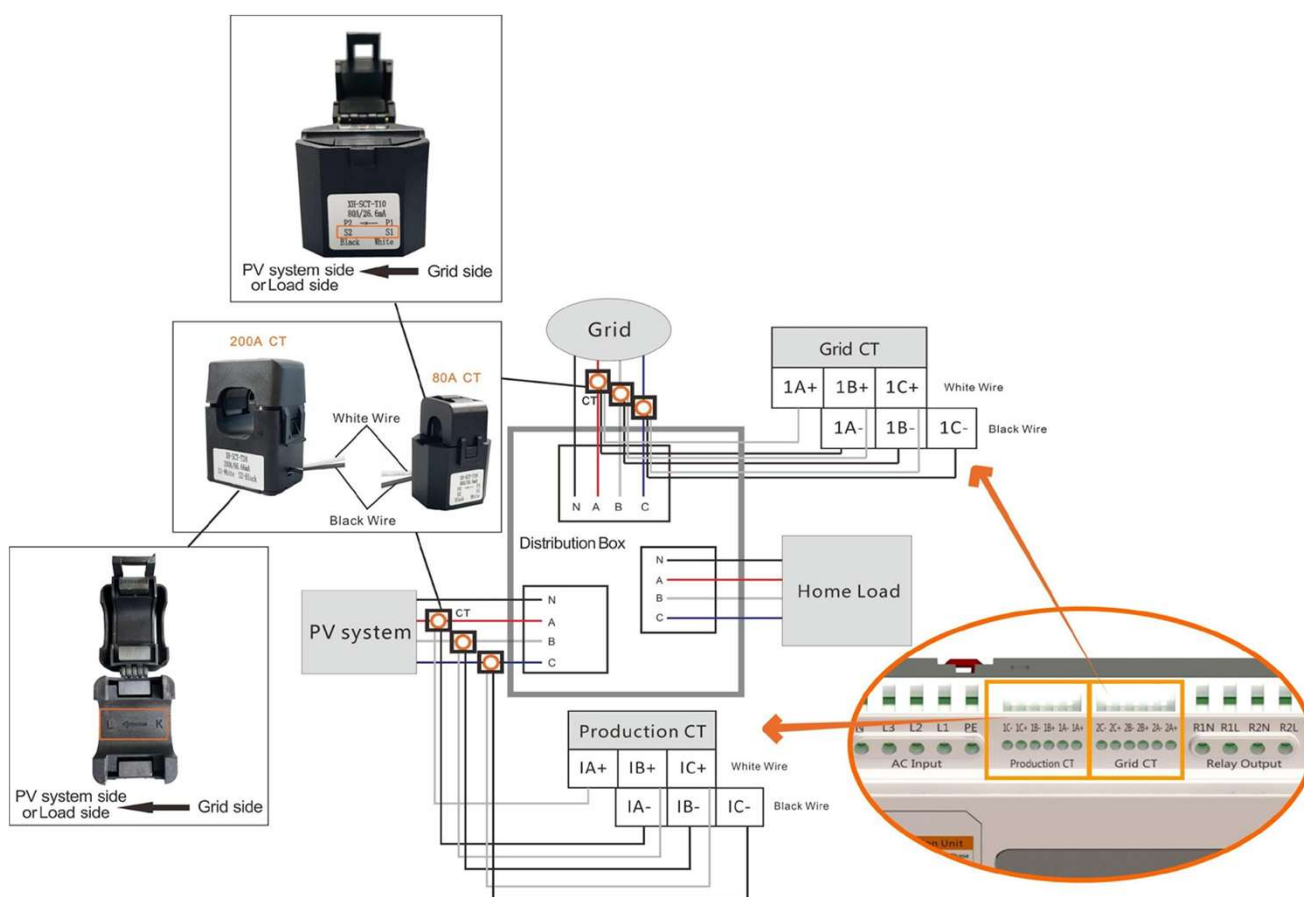 XH-SCT-T10
80A/26.6mA
P2 P1
S2 S1
Black White
PV system side
or Load side
Grid side
200A CT
80A CT
White Wire
Black Wire
L K
PV system side
or Load side
Grid side
Grid
CT
N A B C
Distribution Box
Grid CT
1A+ 1B+ 1C+
White Wire
1A- 1B- 1C-
Black Wire
N
A
B
C
Home Load
PV system
CT
N
A
B
C
Production CT
IA+ IB+ IC+
White Wire
IA- IB- IC-
Black Wire
N L3 L2 L1 PE
AC Input
1C- 1C+ 1B- 1B+ 1A- 1A+
Production CT
2C- 2C+ 2B- 2B+ 2A- 2A+
Grid CT
R1N R1L R2N R2L
Relay Output
Unit